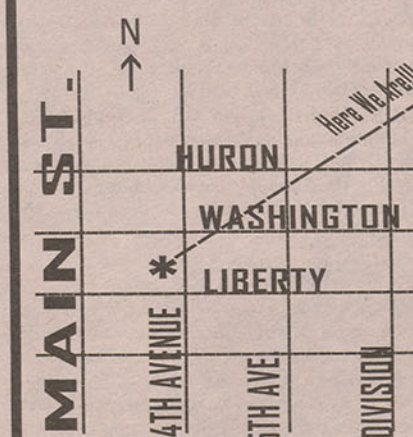 N
Here We Are!!
HURON
WASHINGTON
LIBERTY
MAIN ST.
4TH AVENUE
5TH AVE.
DIVISION